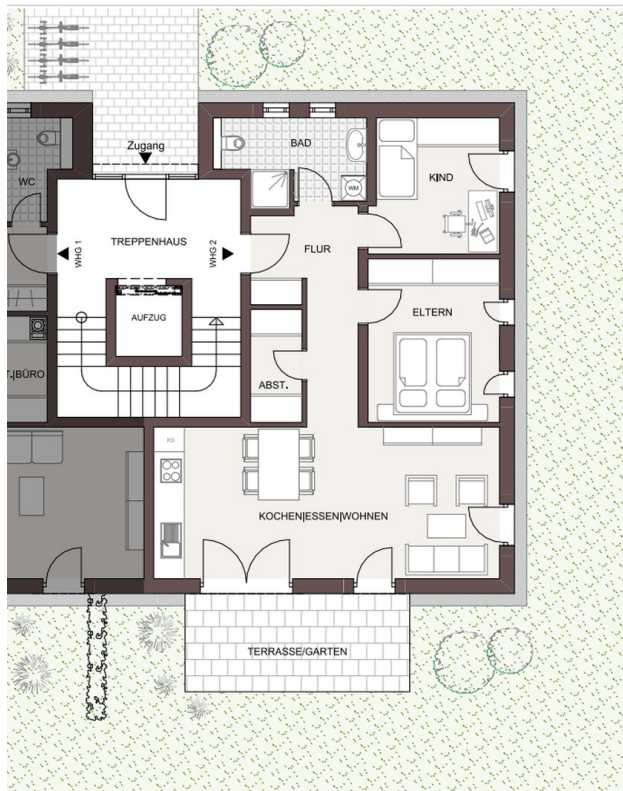 Zugang
BAD
WC
KIND
WM
TREPPENHAUS
WHG 1
WHG 2
FLUR
AUFZUG
ELTERN
T.|BÜRO
ABST.
KS
KOCHEN|ESSEN|WOHNEN
TERRASSE/GARTEN